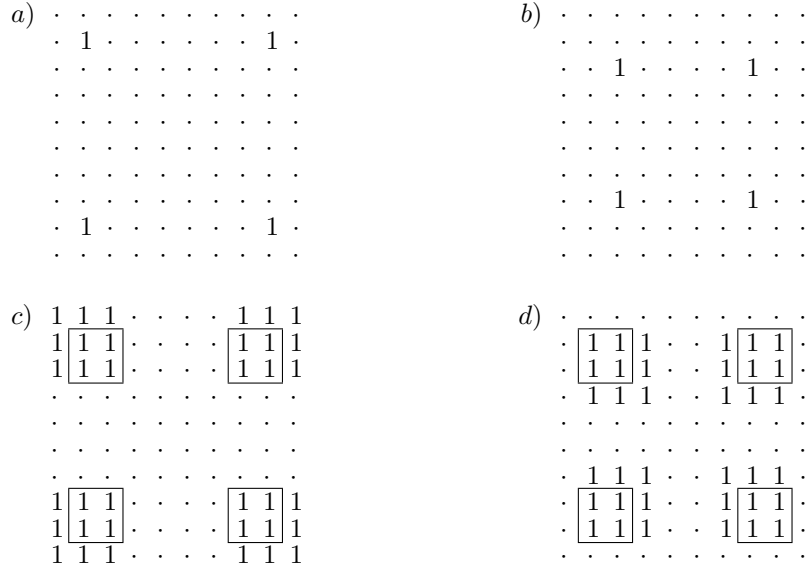 a) · · · · · · · · · ·
· 1 · · · · · · 1 ·
· · · · · · · · · ·
· · · · · · · · · ·
· · · · · · · · · ·
· · · · · · · · · ·
· · · · · · · · · ·
· · · · · · · · · ·
· 1 · · · · · · 1 ·
· · · · · · · · · ·
b) · · · · · · · · · ·
· · · · · · · · · ·
· · 1 · · · · 1 · ·
· · · · · · · · · ·
· · · · · · · · · ·
· · · · · · · · · ·
· · · · · · · · · ·
· · 1 · · · · 1 · ·
· · · · · · · · · ·
· · · · · · · · · ·
c) 1 1 1 · · · · 1 1 1
1 1 1 · · · · 1 1 1
1 1 1 · · · · 1 1 1
· · · · · · · · · ·
· · · · · · · · · ·
· · · · · · · · · ·
· · · · · · · · · ·
1 1 1 · · · · 1 1 1
1 1 1 · · · · 1 1 1
1 1 1 · · · · 1 1 1
d) · · · · · · · · · ·
· 1 1 1 · · 1 1 1 ·
· 1 1 1 · · 1 1 1 ·
· 1 1 1 · · 1 1 1 ·
· · · · · · · · · ·
· · · · · · · · · ·
· 1 1 1 · · 1 1 1 ·
· 1 1 1 · · 1 1 1 ·
· 1 1 1 · · 1 1 1 ·
· · · · · · · · · ·